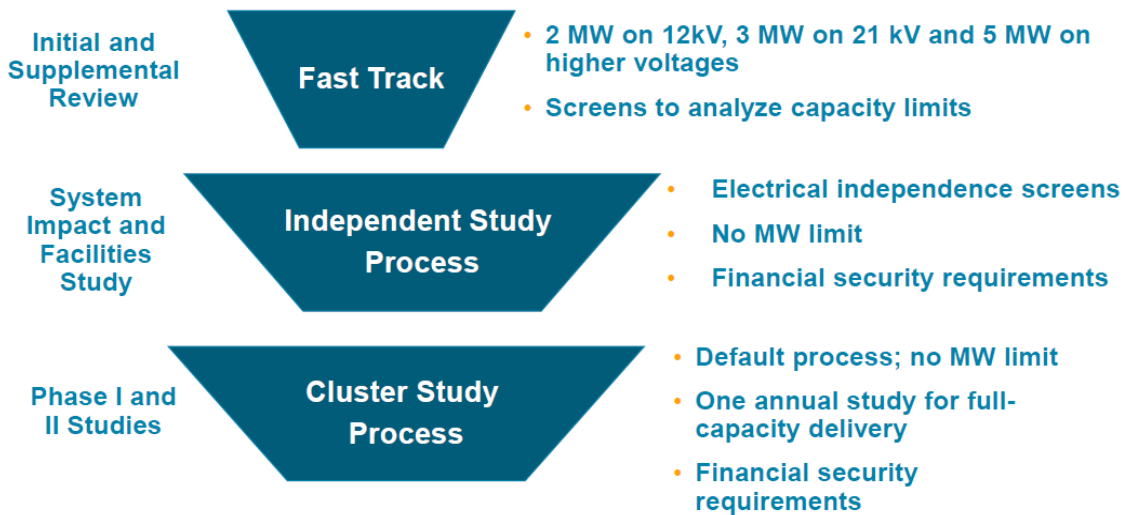 Initial and
Supplemental
Review
Fast Track
• 2 MW on 12kV, 3 MW on 21 kV and 5 MW on
higher voltages
• Screens to analyze capacity limits
System
Impact and
Facilities
Study
Independent Study
Process
• Electrical independence screens
• No MW limit
• Financial security requirements
Phase I and
II Studies
Cluster Study
Process
• Default process; no MW limit
• One annual study for full-
capacity delivery
• Financial security
requirements